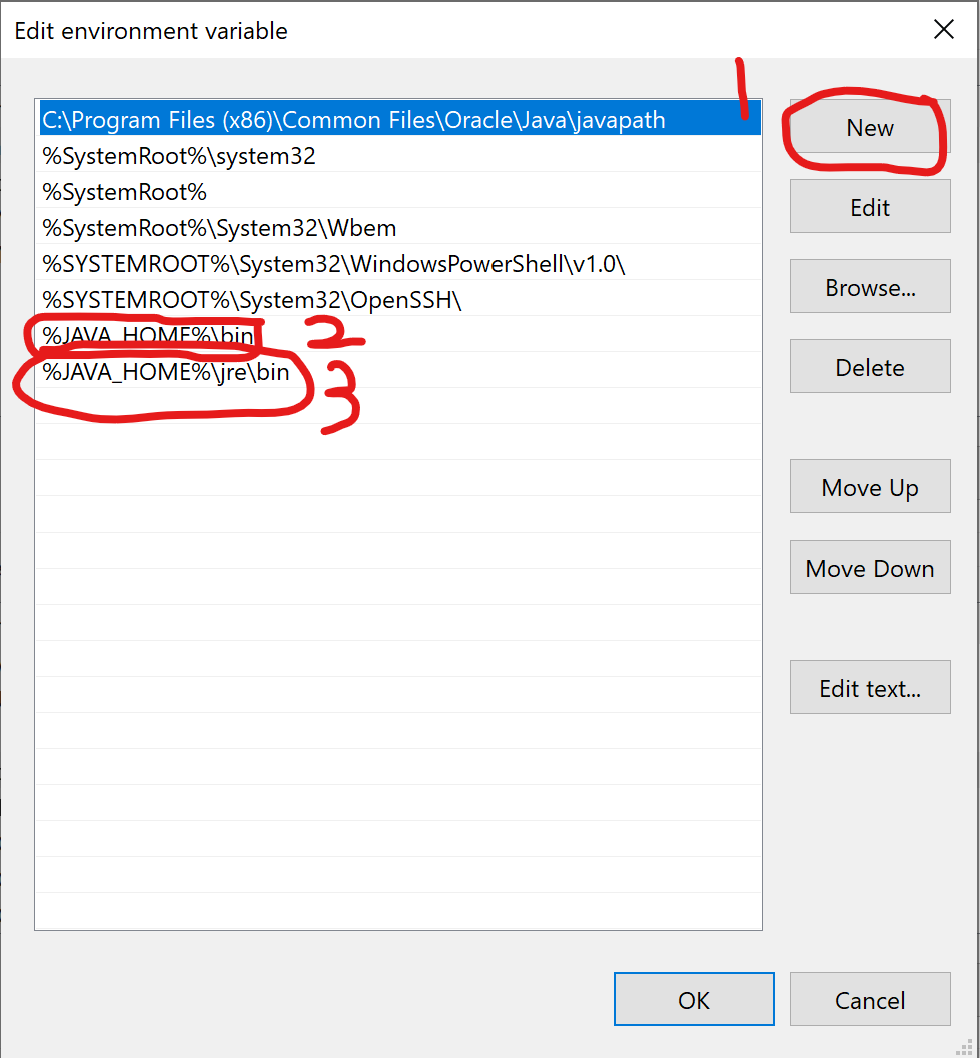 Edit environment variable
1
C:\Program Files (x86)\Common Files\Oracle\Java\javapath
New
%SystemRoot%\system32
%SystemRoot%
Edit
%SystemRoot%\System32\Wbem
%SYSTEMROOT%\System32\WindowsPowerShell\v1.0\
Browse...
%SYSTEMROOT%\System32\OpenSSH\
%JAVA_HOME%\bin
2
%JAVA_HOME%\jre\bin
3
Delete
Move Up
Move Down
Edit text...
OK
Cancel